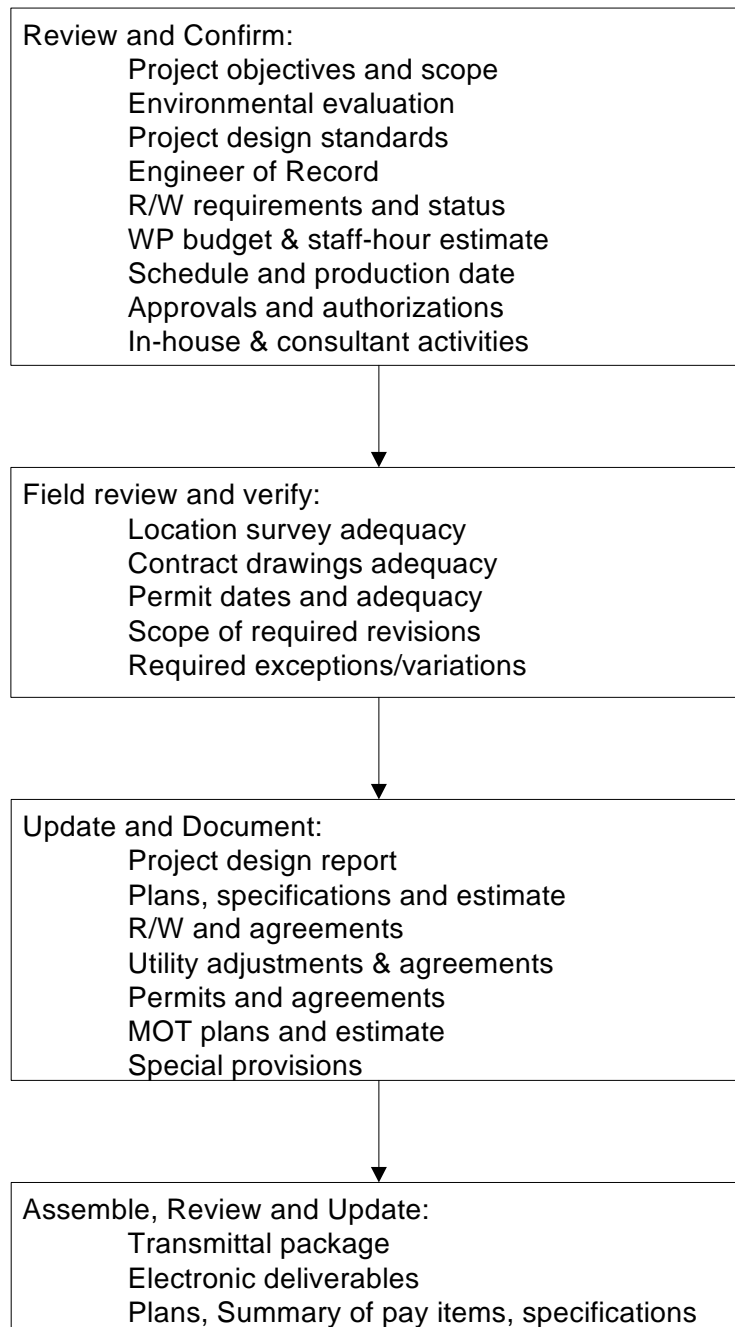 Review and Confirm:
Project objectives and scope
Environmental evaluation
Project design standards
Engineer of Record
R/W requirements and status
WP budget & staff-hour estimate
Schedule and production date
Approvals and authorizations
In-house & consultant activities
Field review and verify:
Location survey adequacy
Contract drawings adequacy
Permit dates and adequacy
Scope of required revisions
Required exceptions/variations
Update and Document:
Project design report
Plans, specifications and estimate
R/W and agreements
Utility adjustments & agreements
Permits and agreements
MOT plans and estimate
Special provisions
Assemble, Review and Update:
Transmittal package
Electronic deliverables
Plans, Summary of pay items, specifications